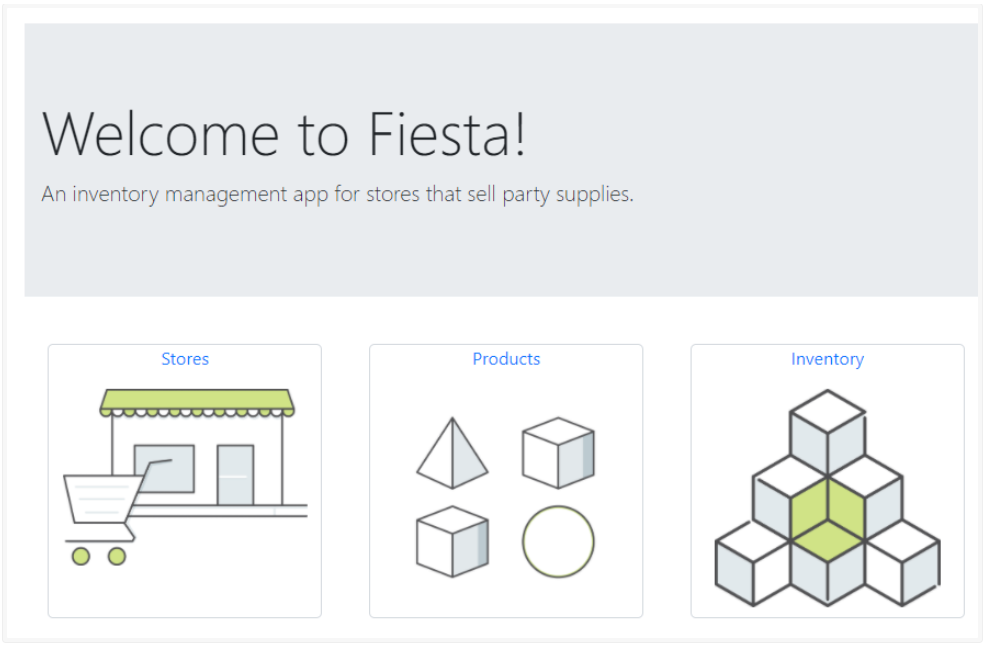 Welcome to Fiesta!
An inventory management app for stores that sell party supplies.
Stores
Products
Inventory